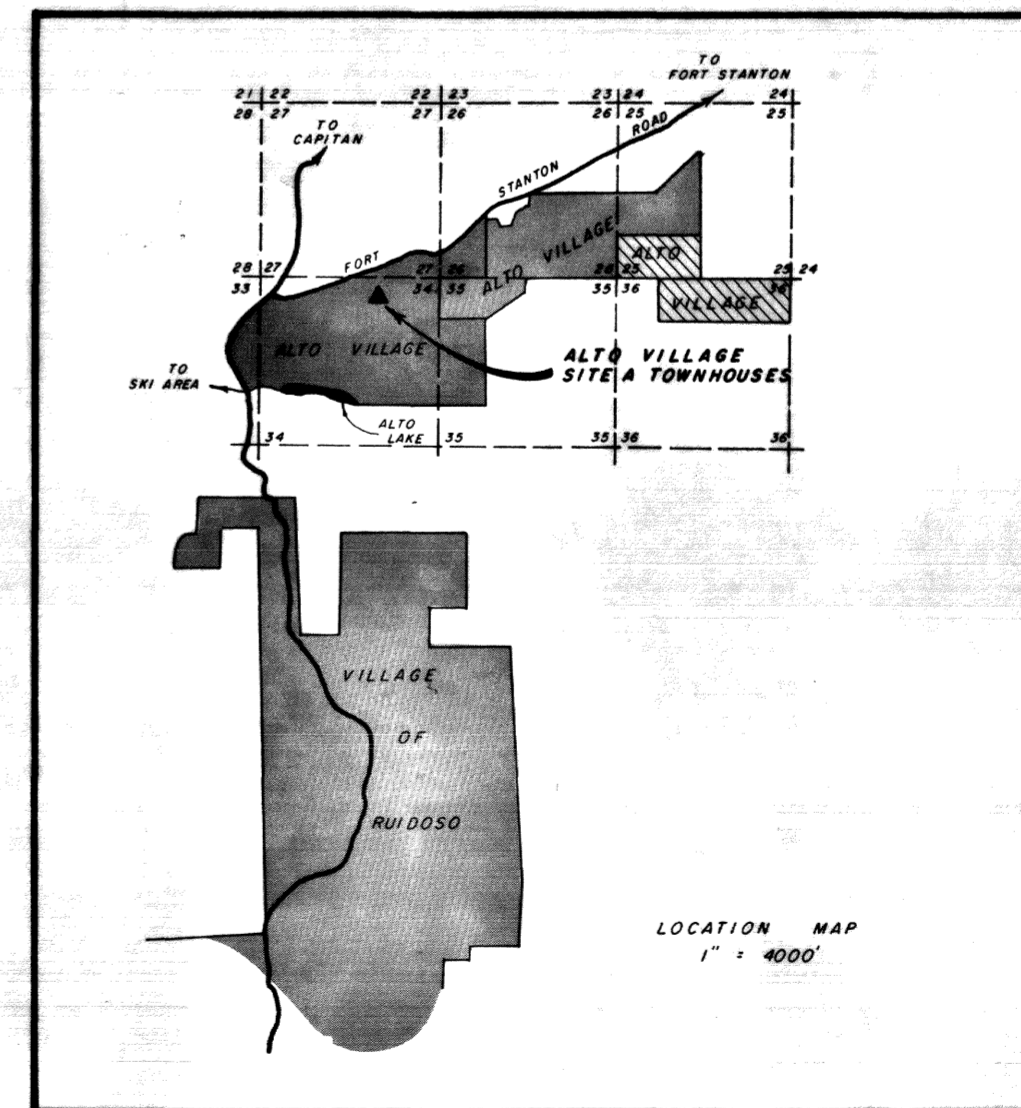 TO
FORT STANTON
21 22 22 23 23 24 24
28 27 27 26 26 25 25
TO
CAPITAN
ROAD
STANTON
FORT
ALTO VILLAGE
ALTO
28 27 27 26 26 25 25 24
33 34 35 35 36 36
VILLAGE
ALTO VILLAGE
ALTO VILLAGE
SITE A TOWNHOUSES
TO
SKI AREA
ALTO
LAKE
34 35 35 36 36
VILLAGE
OF
RUIDOSO
LOCATION MAP
1" = 4000'